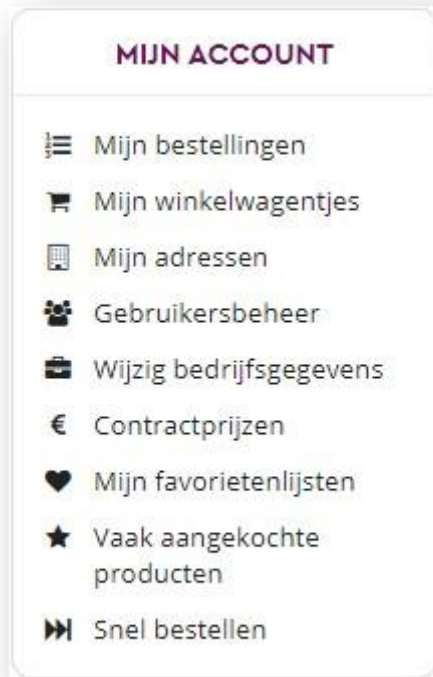 MIJN ACCOUNT
Mijn bestellingen
Mijn winkelwagentjes
Mijn adressen
Gebruikersbeheer
Wijzig bedrijfsgegevens
€ Contractprijzen
Mijn favorietenlijsten
Vaak aangekochte
producten
Snel bestellen